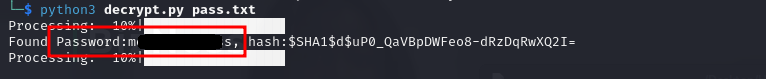 $ python3 decrypt.py pass.txt
Processing: 10%|
Found Password:m s, hash:$SHA1$d$uP0_QaVBpDWFeo8-dRzDqRwXQ2I=
Processing: 10%|